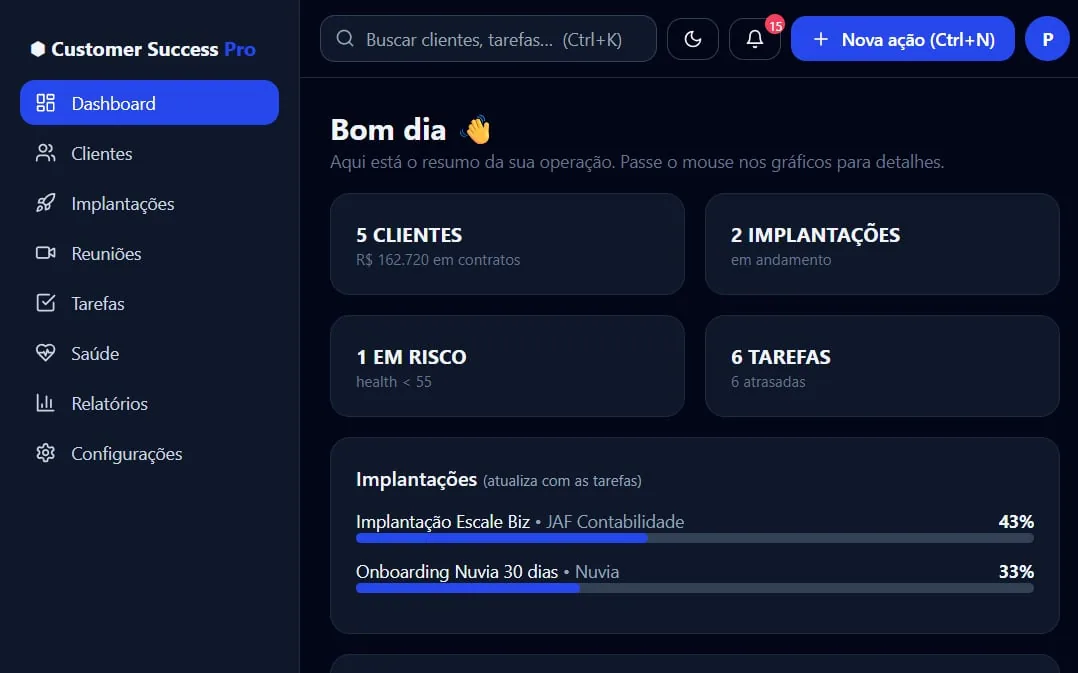 Customer Success Pro
Dashboard
Clientes
Implantações
Reuniões
Tarefas
Saúde
Relatórios
Configurações
Buscar clientes, tarefas... (Ctrl+K)
15
Nova ação (Ctrl+N)
P
Bom dia 👋
Aqui está o resumo da sua operação. Passe o mouse nos gráficos para detalhes.
5 CLIENTES
R$ 162.720 em contratos
2 IMPLANTAÇÕES
em andamento
1 EM RISCO
health < 55
6 TAREFAS
6 atrasadas
Implantações (atualiza com as tarefas)
Implantação Escale Biz • JAF Contabilidade 43%
Onboarding Nuvia 30 dias • Nuvia 33%